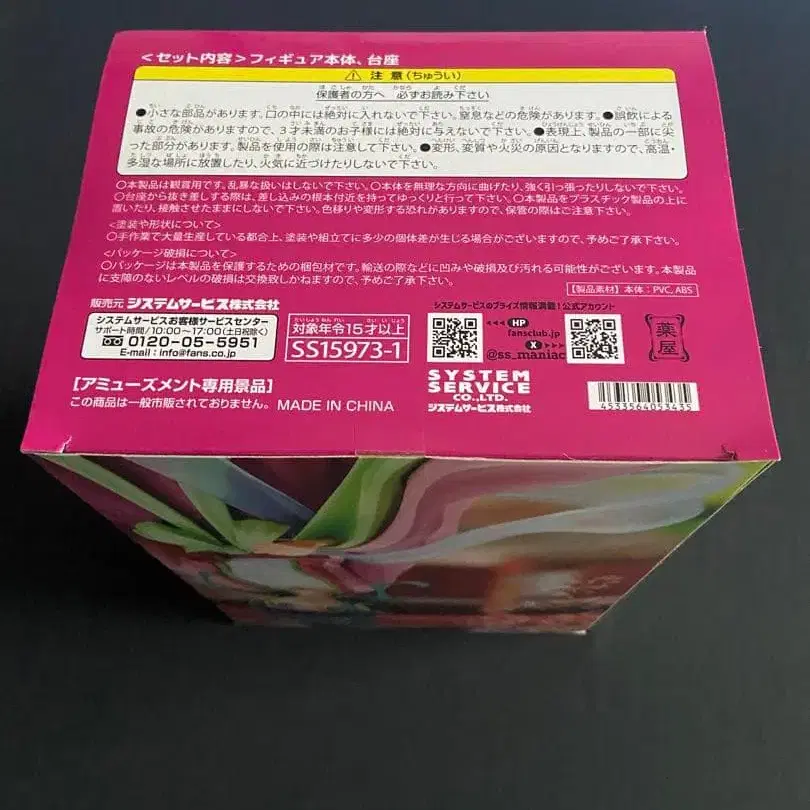 <セット内容>フィギュア本体、台座
⚠ 注意(ちゅうい)
保護者の方へ 必ずお読み下さい
●小さな部品があります。口の中には絶対に入れないで下さい。窒息などの危険があります。●誤飲による
事故の危険がありますので、3才未満のお子様には絶対に与えないで下さい。●表現上、製品の一部に尖
った部分があります。製品を使用の際は注意して下さい。●変形、変質や火災の原因となりますので、高温・
多湿な場所に放置したり、火気に近づけたりしないで下さい。
○本製品は観賞用です。乱暴な扱いはしないで下さい。○本体を無理な方向に曲げたり、強く引っ張ったりしないで下さい。
○台座から抜き差しする際は、差し込みの根本付近を持ってゆっくりと行って下さい。○本製品をプラスチック製品の上に
置いたり、接触させたままにしないで下さい。色移りや変形する恐れがありますので、保管の際はご注意下さい。
<塗装や形状について>
○手作業で大量生産している都合上、塗装や組立てに多少の個体差が生じる場合がございますので、予めご了承下さい。
<パッケージ破損について>
○パッケージは本製品を保護するための梱包材です。輸送の際などに凹みや破損及び汚れる可能性がございます。本製品
に支障のないレベルの破損は交換致しかねますので、予めご了承下さい。
【製品素材】本体:PVC,ABS
販売元 システムサービス株式会社
システムサービスお客様サービスセンター
サポート時間/10:00~17:00(土日祝除く)
0120-05-5951
E-mail:info@fans.co.jp
対象年令15才以上
SS15973-1
システムサービスのプライズ情報満載!公式アカウント
◀◀◀ HP
fansclub.jp
X ▶▶▶
@ss_maniac
薬屋
SYSTEM
SERVICE
CO.,LTD.
システムサービス株式会社
4533564053435
【アミューズメント専用景品】
この商品は一般市販されておりません。 MADE IN CHINA